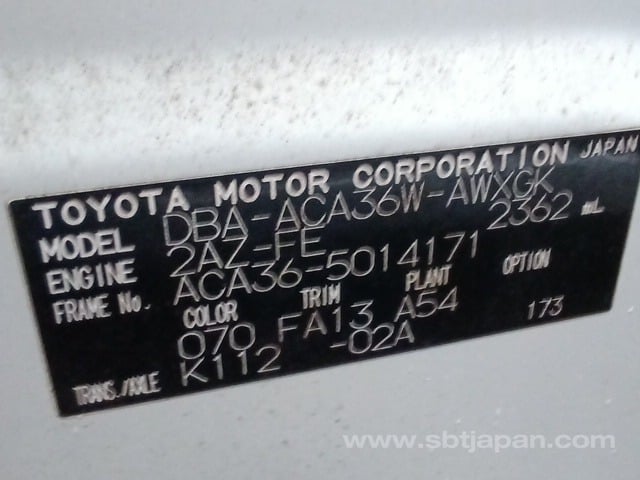 TOYOTA MOTOR CORPORATION JAPAN
MODEL DBA-ACA36W-AWXGK
ENGINE 2AZ-FE 2362 mL
FRAME No. ACA36-5014171
COLOR TRIM PLANT OPTION
070 FA13 A54 173
TRANS./AXLE K112 -02A
www.sbtjapan.com